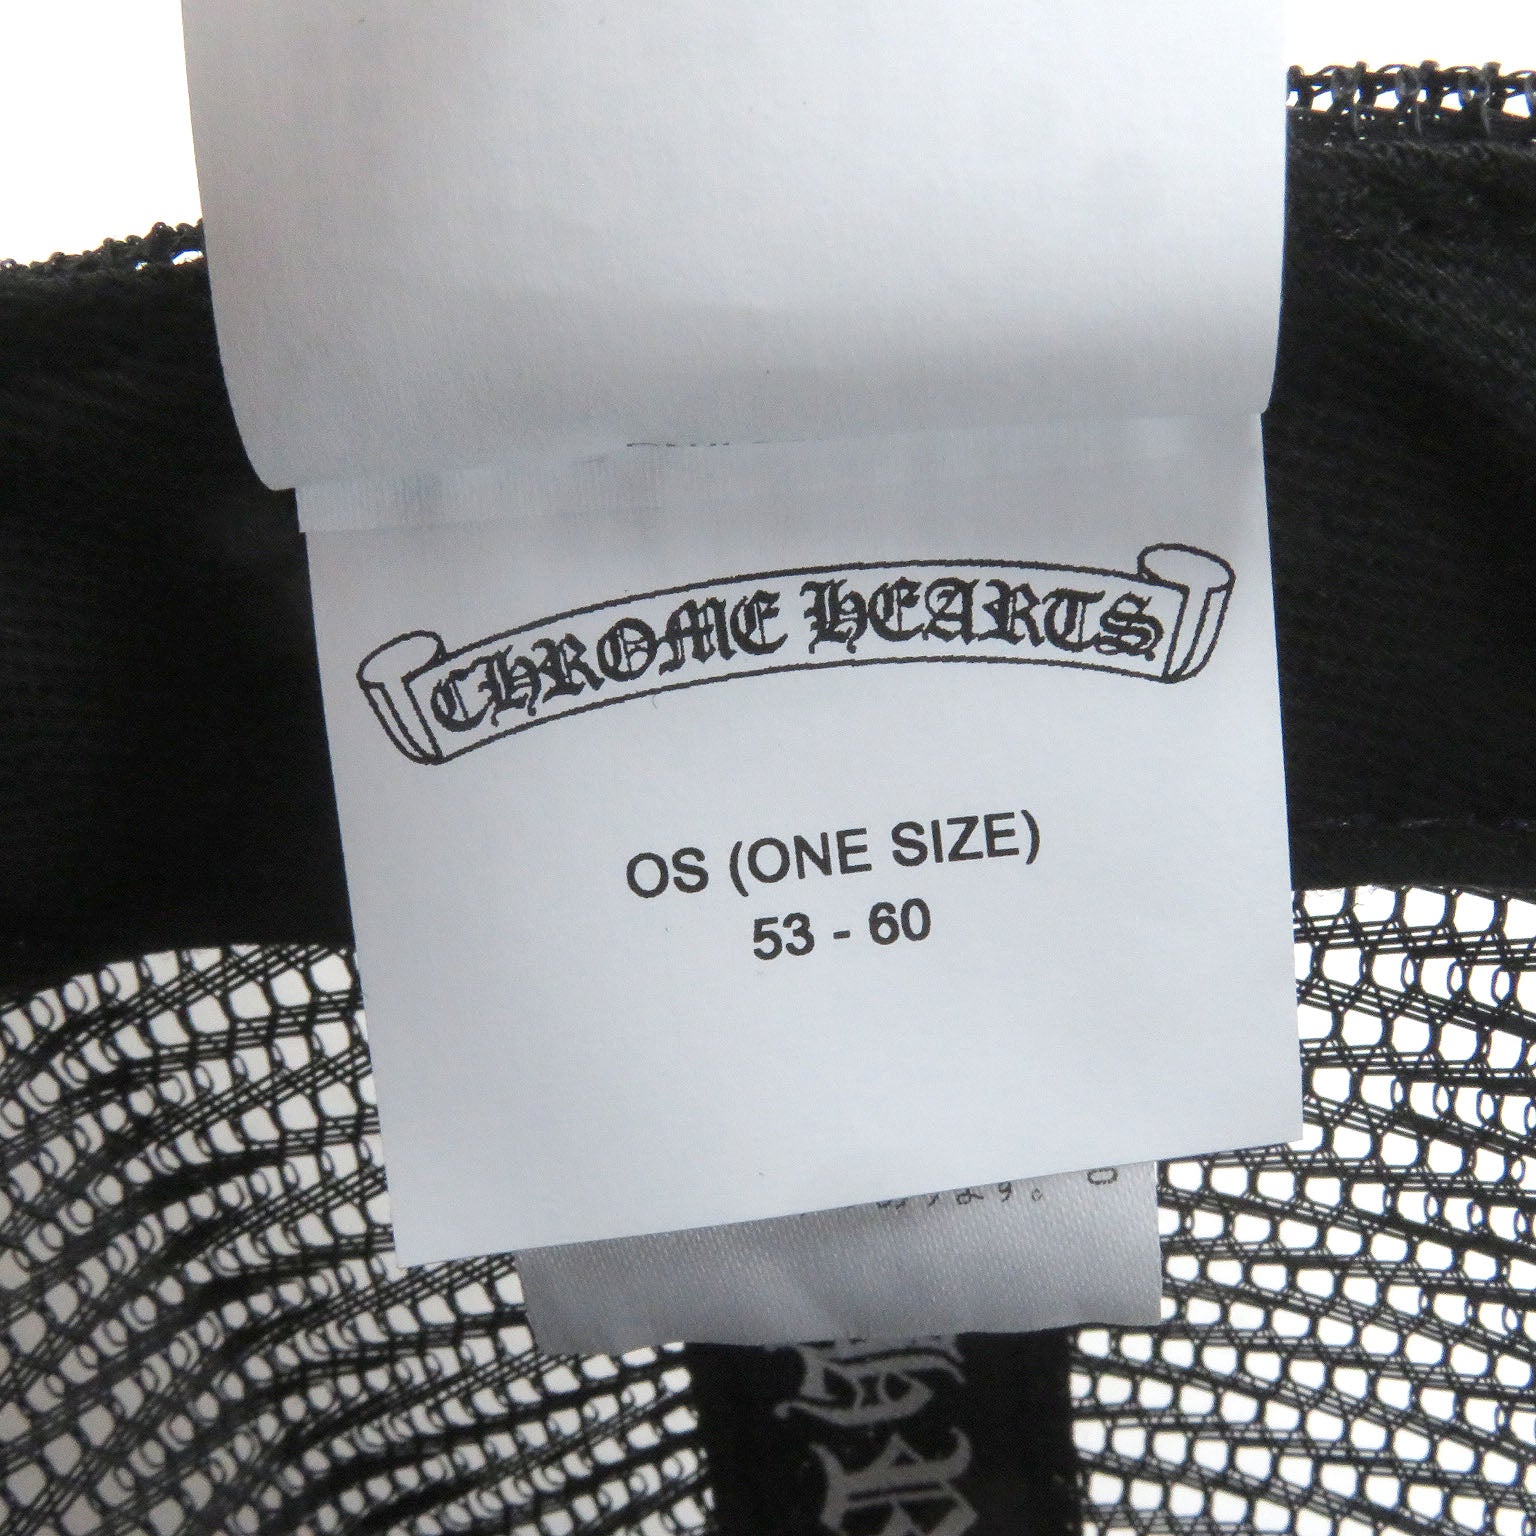 CHROME HEARTS
OS (ONE SIZE)
53 - 60